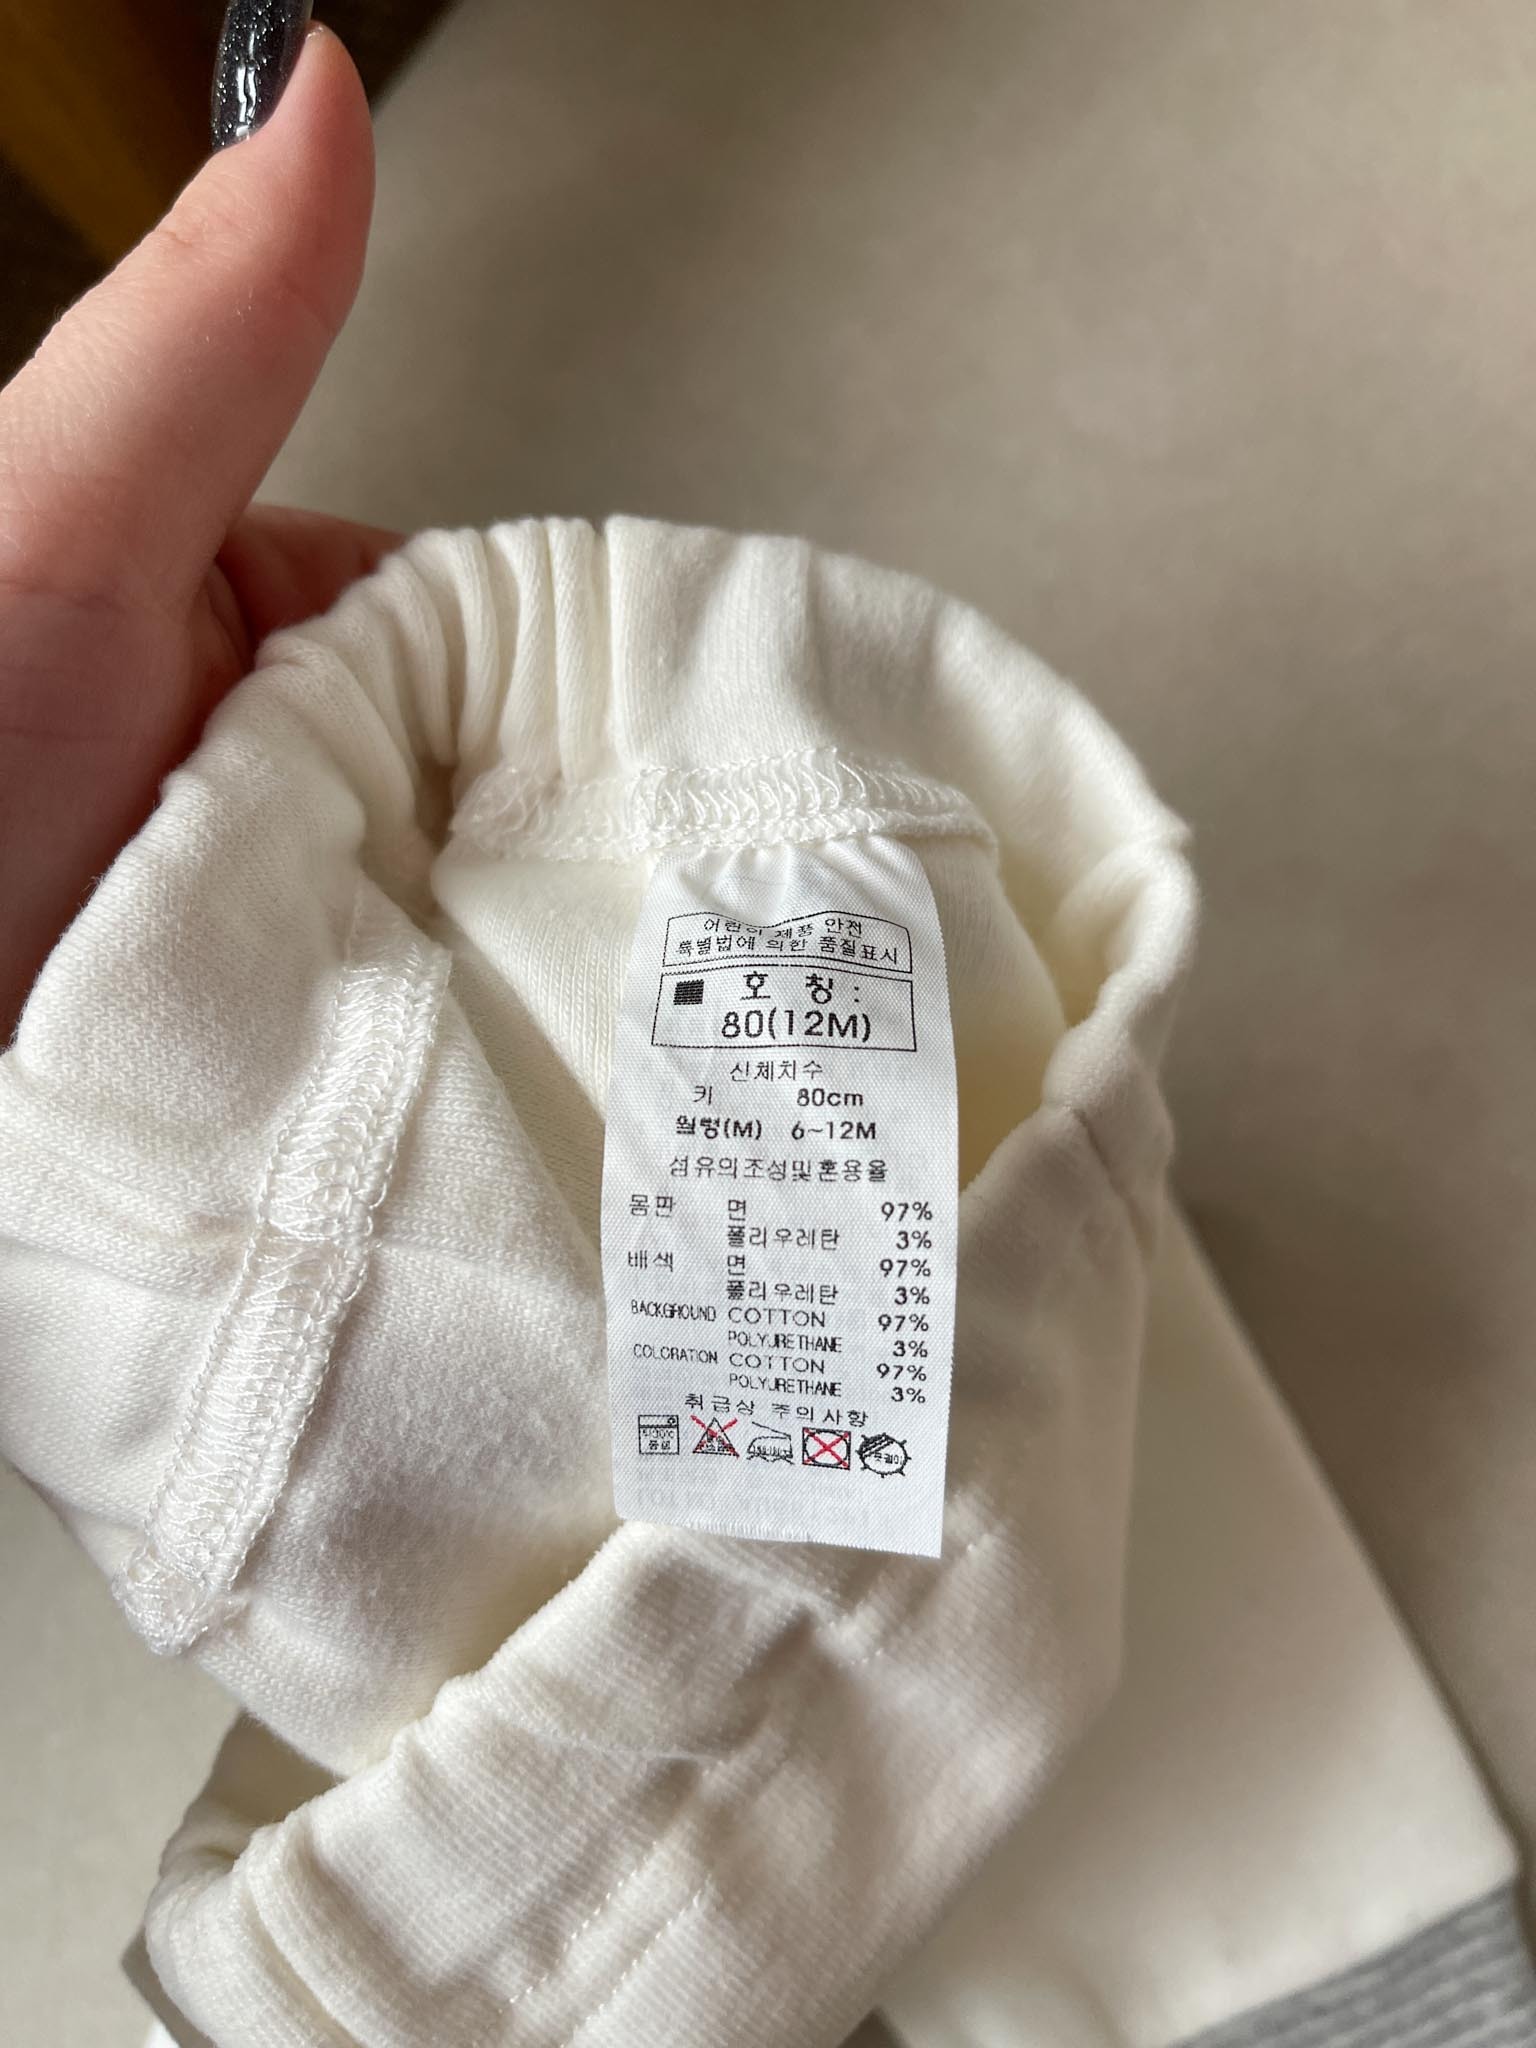 어린이 제품 안전
특별법에 의한 품질표시
호 칭 :
80(12M)
신체치수
키 80cm
월령(M) 6~12M
섬유의조성및혼용율
몸판 면 97%
폴리우레탄 3%
배색 면 97%
폴리우레탄 3%
BACKGROUND COTTON 97%
POLYURETHANE 3%
COLORATION COTTON 97%
POLYURETHANE 3%
취급상 주의사항